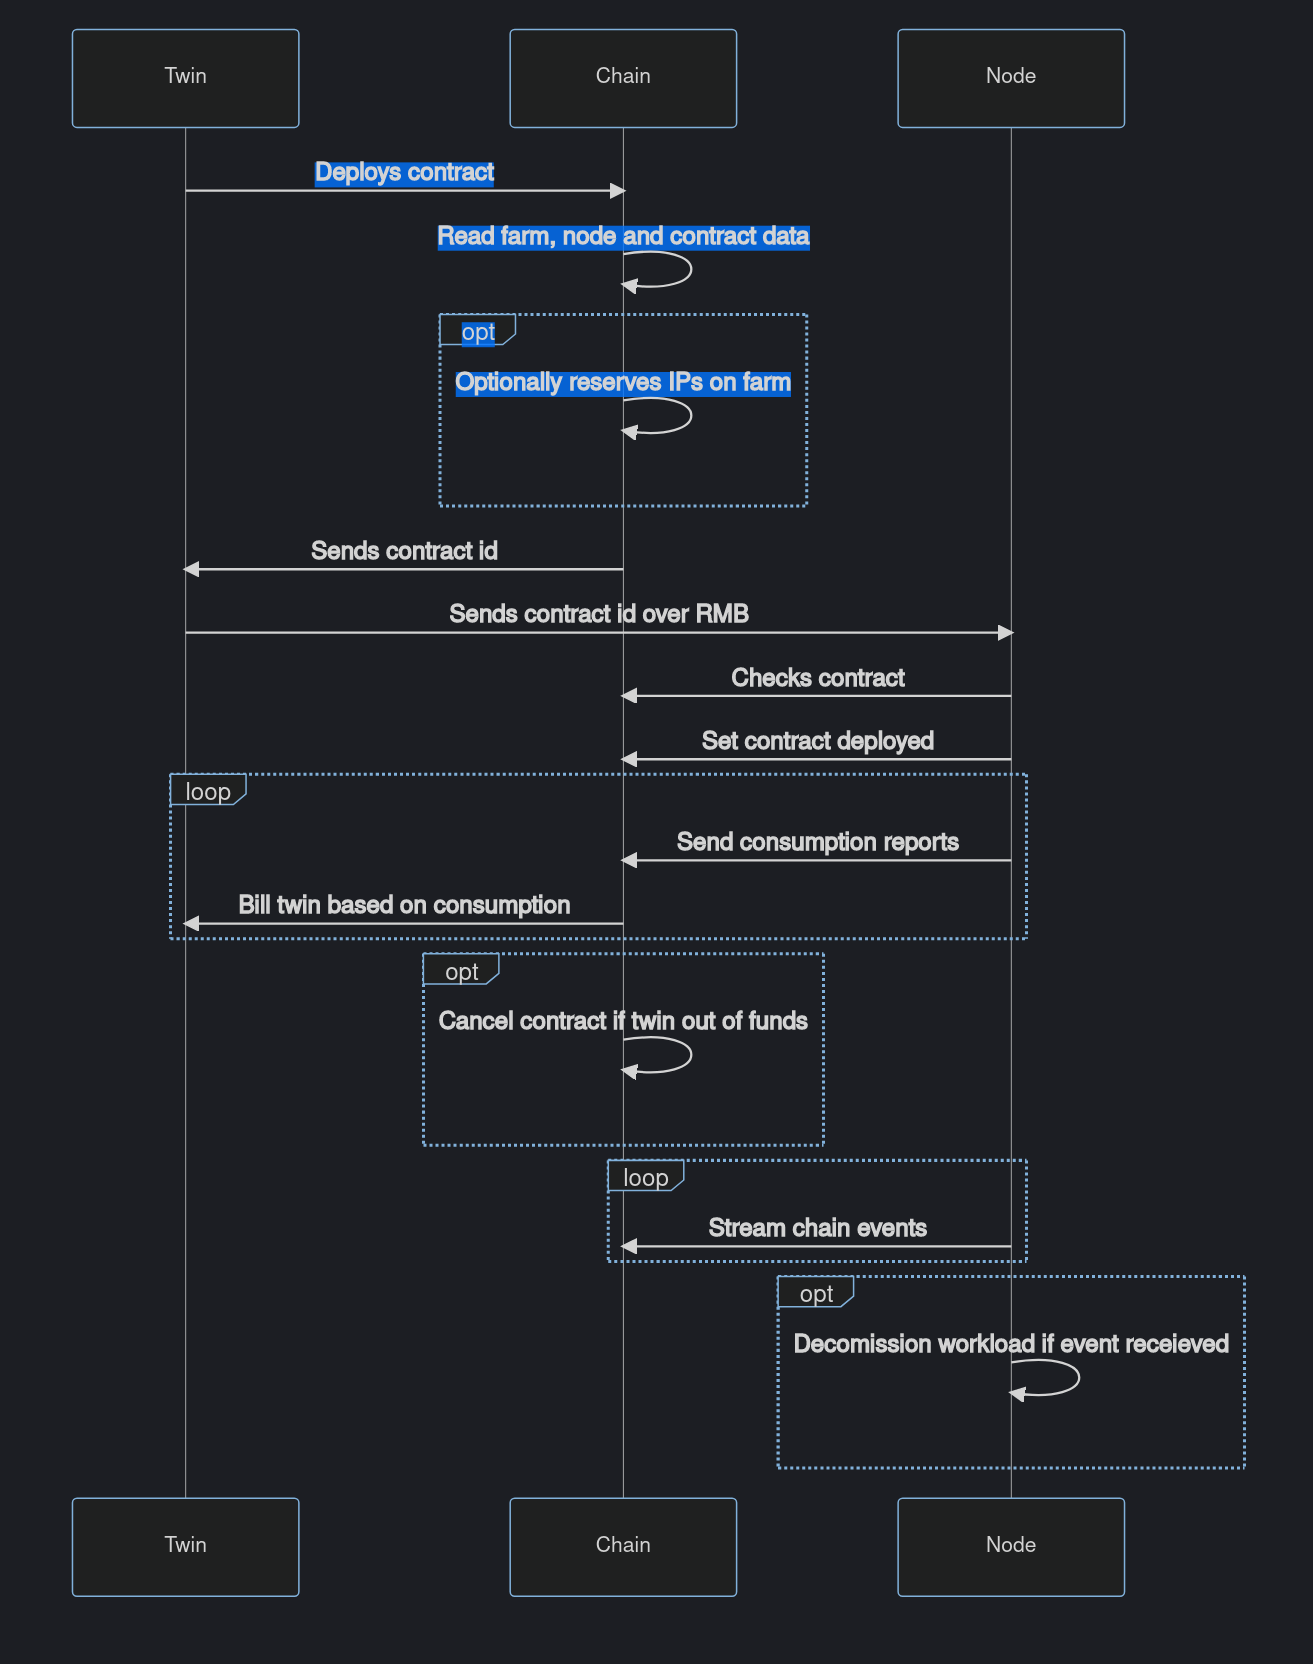 Twin
Chain
Node
Deploys contract
Read farm, node and contract data
opt
Optionally reserves IPs on farm
Sends contract id
Sends contract id over RMB
Checks contract
Set contract deployed
loop
Send consumption reports
Bill twin based on consumption
opt
Cancel contract if twin out of funds
loop
Stream chain events
opt
Decomission workload if event receieved
Twin
Chain
Node